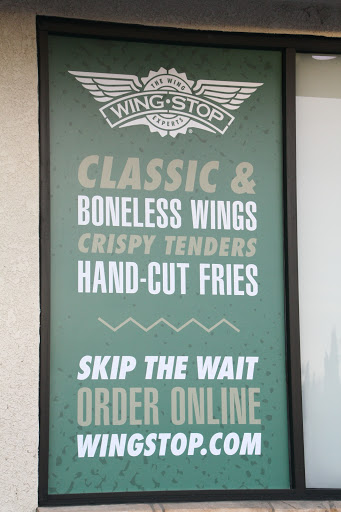 THE WING
WING·STOP
EXPERTS
CLASSIC &
BONELESS WINGS
CRISPY TENDERS
HAND-CUT FRIES
SKIP THE WAIT
ORDER ONLINE
WINGSTOP.COM